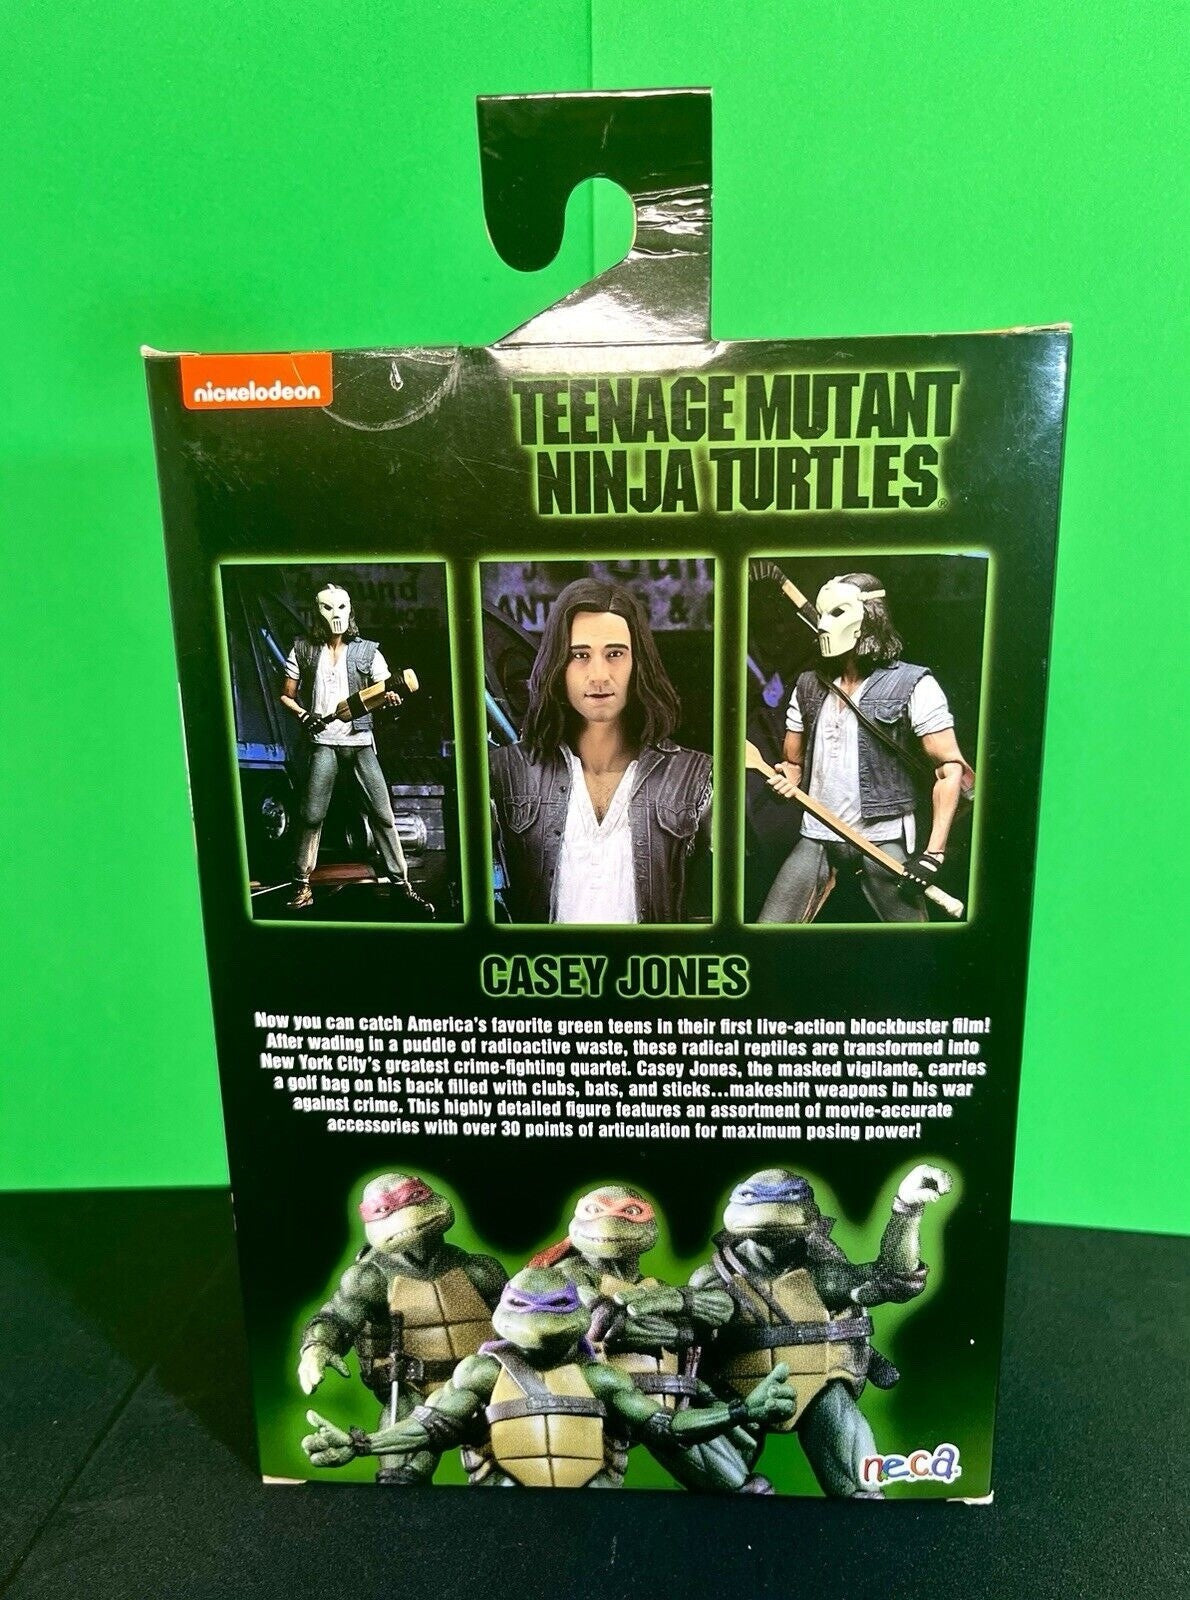 nickelodeon
TEENAGE MUTANT
NINJA TURTLES®
CASEY JONES
Now you can catch America's favorite green teens in their first live-action blockbuster film!
After wading in a puddle of radioactive waste, these radical reptiles are transformed into
New York City's greatest crime-fighting quartet. Casey Jones, the masked vigilante, carries
a golf bag on his back filled with clubs, bats, and sticks...makeshift weapons in his war
against crime. This highly detailed figure features an assortment of movie-accurate
accessories with over 30 points of articulation for maximum posing power!
n.e.c.a.